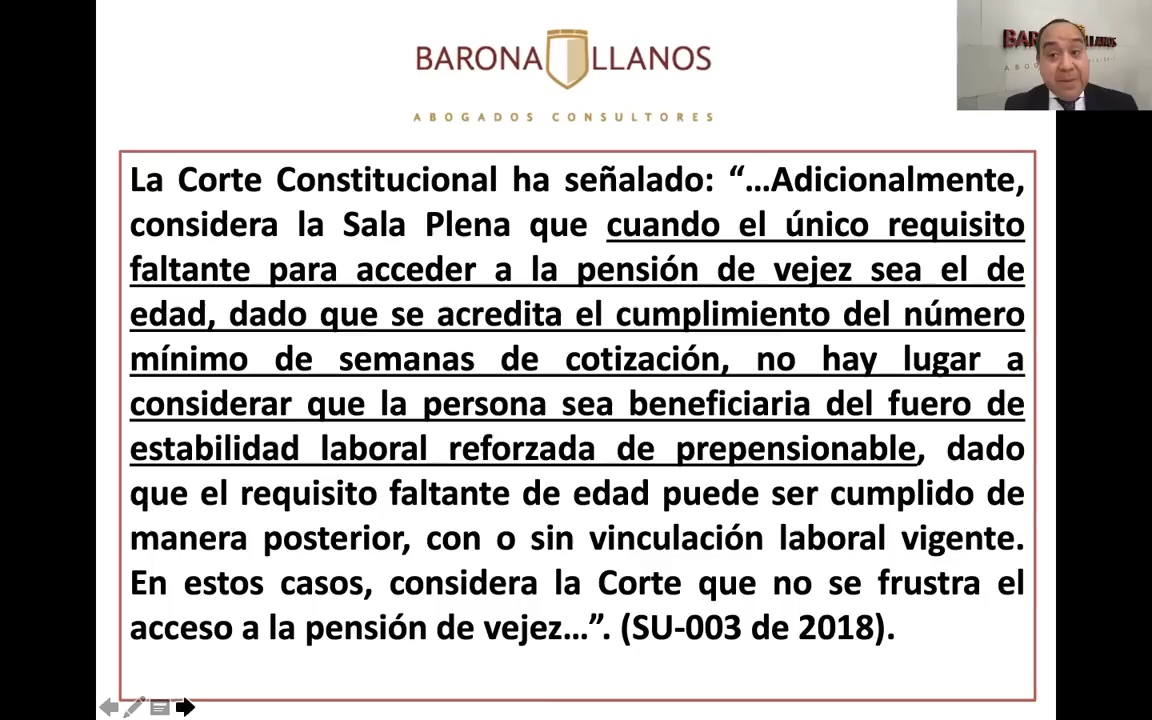 BARONA LLANOS
ABOGADOS CONSULTORES
La Corte Constitucional ha señalado: “…Adicionalmente,
considera la Sala Plena que cuando el único requisito
faltante para acceder a la pensión de vejez sea el de
edad, dado que se acredita el cumplimiento del número
mínimo de semanas de cotización, no hay lugar a
considerar que la persona sea beneficiaria del fuero de
estabilidad laboral reforzada de prepensionable, dado
que el requisito faltante de edad puede ser cumplido de
manera posterior, con o sin vinculación laboral vigente.
En estos casos, considera la Corte que no se frustra el
acceso a la pensión de vejez…”. (SU-003 de 2018).